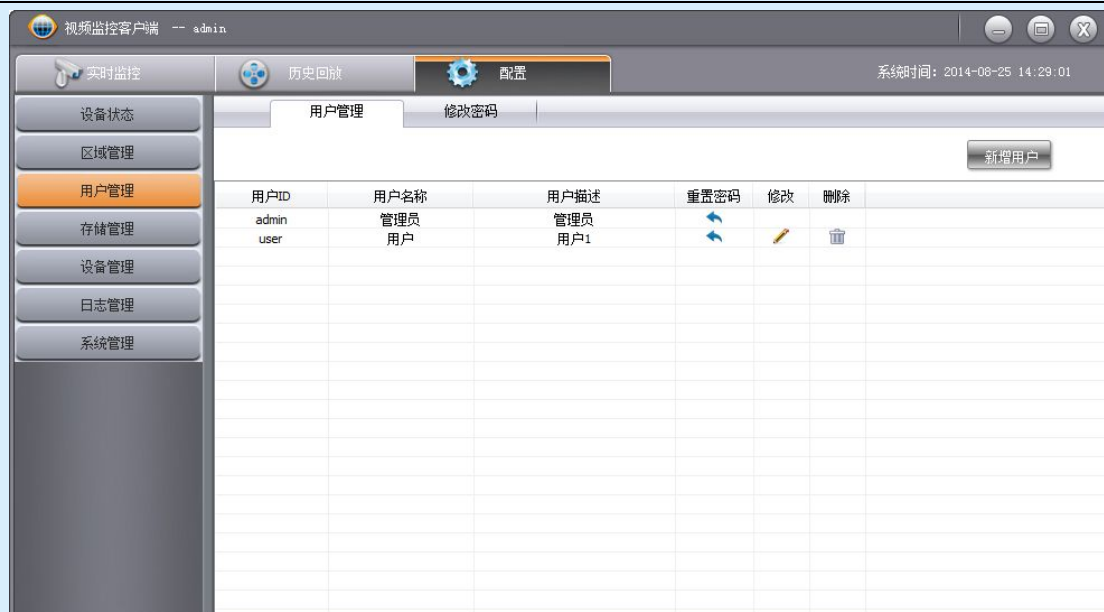 视频监控客户端 -- admin
实时监控 历史回放 配置 系统时间: 2014-08-25 14:29:01
设备状态
区域管理
用户管理
存储管理
设备管理
日志管理
系统管理
用户管理 修改密码
新增用户
用户ID 用户名称 用户描述 重置密码 修改 删除
admin 管理员 管理员
user 用户 用户1